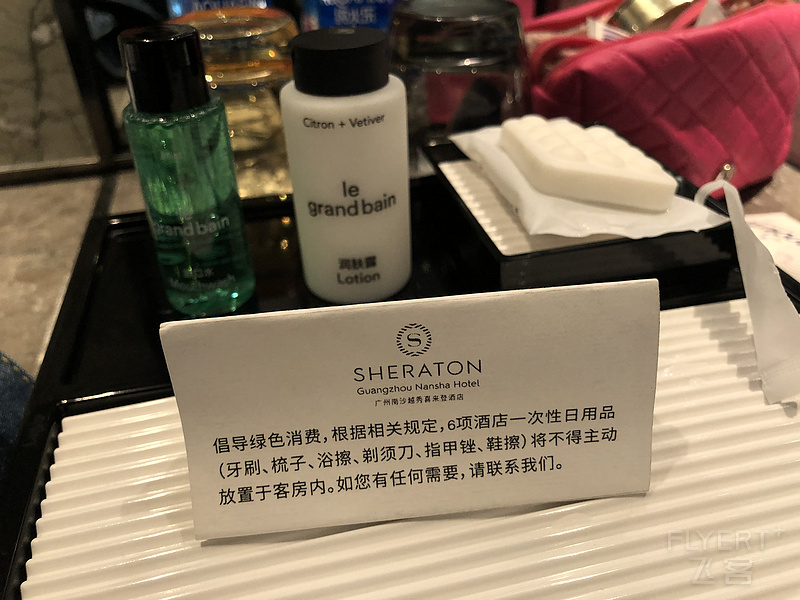 Citron + Vetiver
le
grand bain
润肤露
Lotion
grand bain
Mouthwash
S
SHERATON
Guangzhou Nansha Hotel
广州南沙越秀喜来登酒店
倡导绿色消费，根据相关规定，6项酒店一次性日用品
（牙刷、梳子、浴擦、剃须刀、指甲锉、鞋擦）将不得主动
放置于客房内。如您有任何需要，请联系我们。
FLYERT
飞客